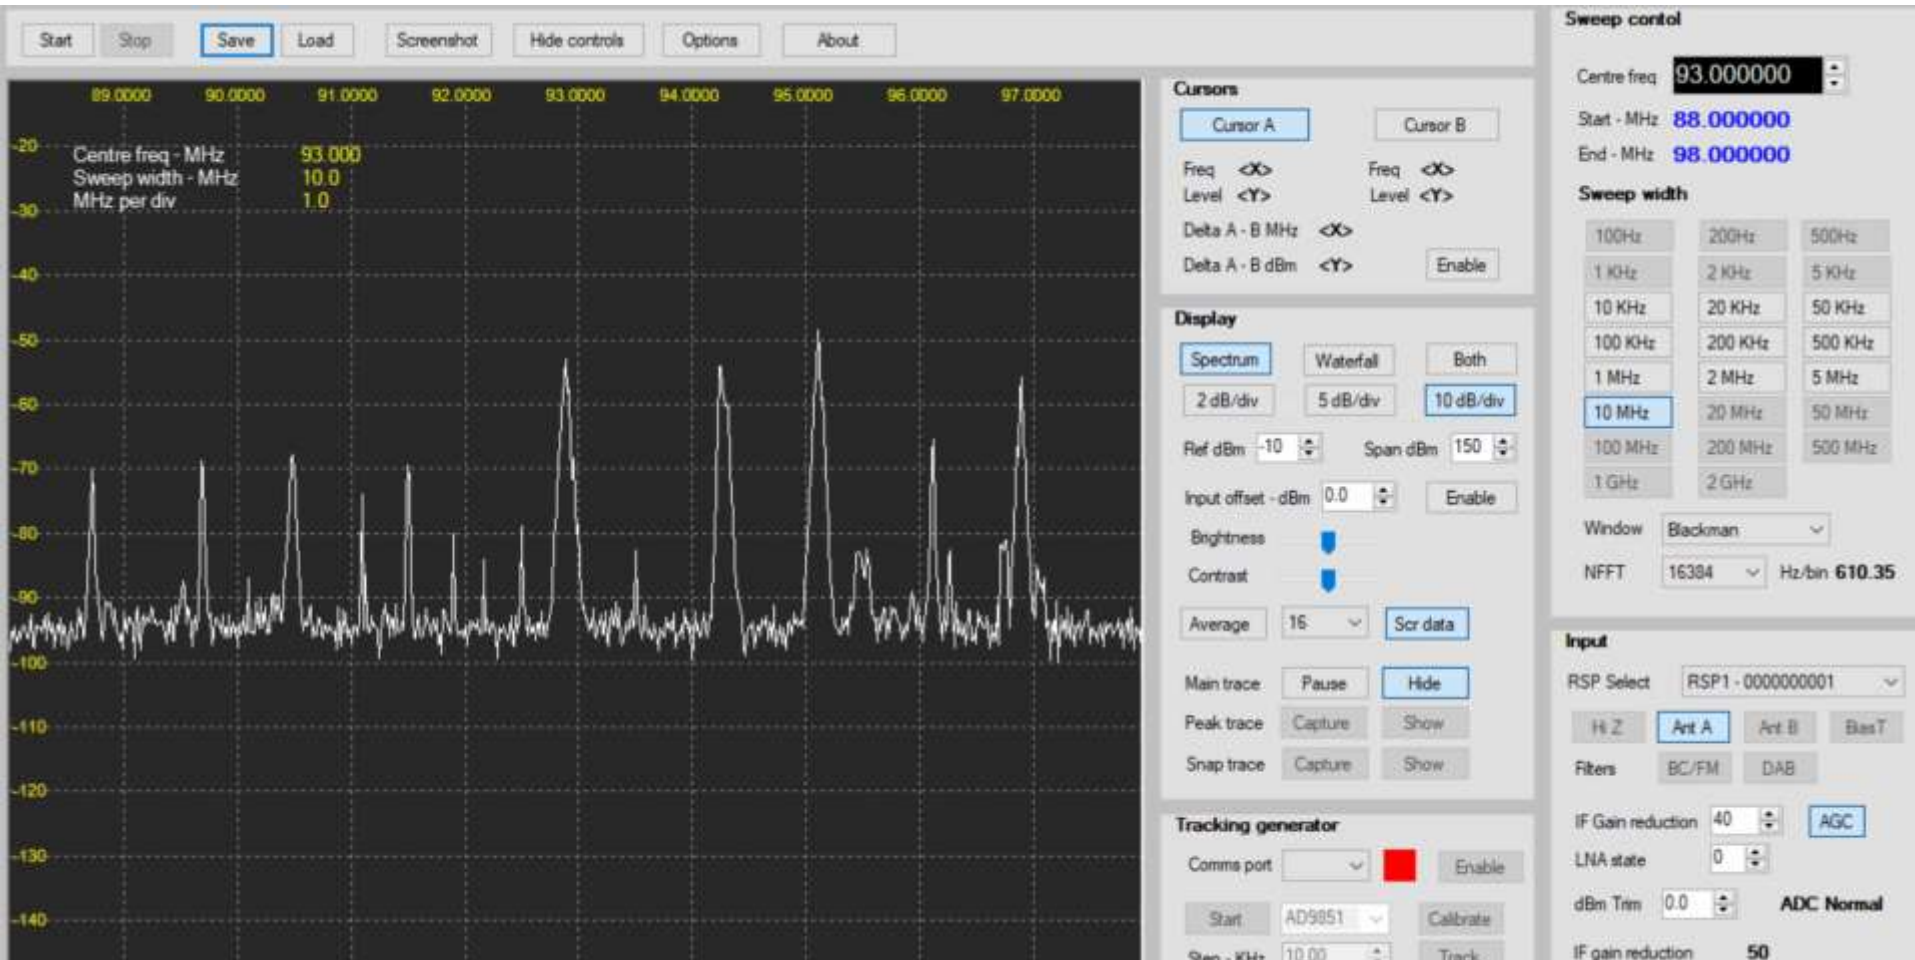 Start Stop Save Load Screenshot Hide controls Options About
89.0000 90.0000 91.0000 92.0000 93.0000 94.0000 95.0000 96.0000 97.0000
Centre freq - MHz 93.000
Sweep width - MHz 10.0
MHz per div 1.0
-20
-30
-40
-50
-60
-70
-80
-90
-100
-110
-120
-130
-140
Cursors
Cursor A Cursor B
Freq <X> Freq <X>
Level <Y> Level <Y>
Delta A - B MHz <X>
Delta A - B dBm <Y> Enable
Display
Spectrum Waterfall Both
2 dB/div 5 dB/div 10 dB/div
Ref dBm -10 Span dBm 150
Input offset - dBm 0.0 Enable
Brightness
Contrast
Average 16 Scr data
Main trace Pause Hide
Peak trace Capture Show
Snap trace Capture Show
Tracking generator
Comms port Enable
Start AD9851 Calibrate
Step - KHz 10.00 Track
Sweep contol
Centre freq 93.000000
Start - MHz 88.000000
End - MHz 98.000000
Sweep width
100Hz 200Hz 500Hz
1 KHz 2 KHz 5 KHz
10 KHz 20 KHz 50 KHz
100 KHz 200 KHz 500 KHz
1 MHz 2 MHz 5 MHz
10 MHz 20 MHz 50 MHz
100 MHz 200 MHz 500 MHz
1 GHz 2 GHz
Window Blackman
NFFT 16384 Hz/bin 610.35
Input
RSP Select RSP1 - 0000000001
Hi Z Ant A Ant B BiasT
Filters BC/FM DAB
IF Gain reduction 40 AGC
LNA state 0
dBm Trim 0.0 ADC Normal
IF gain reduction 50